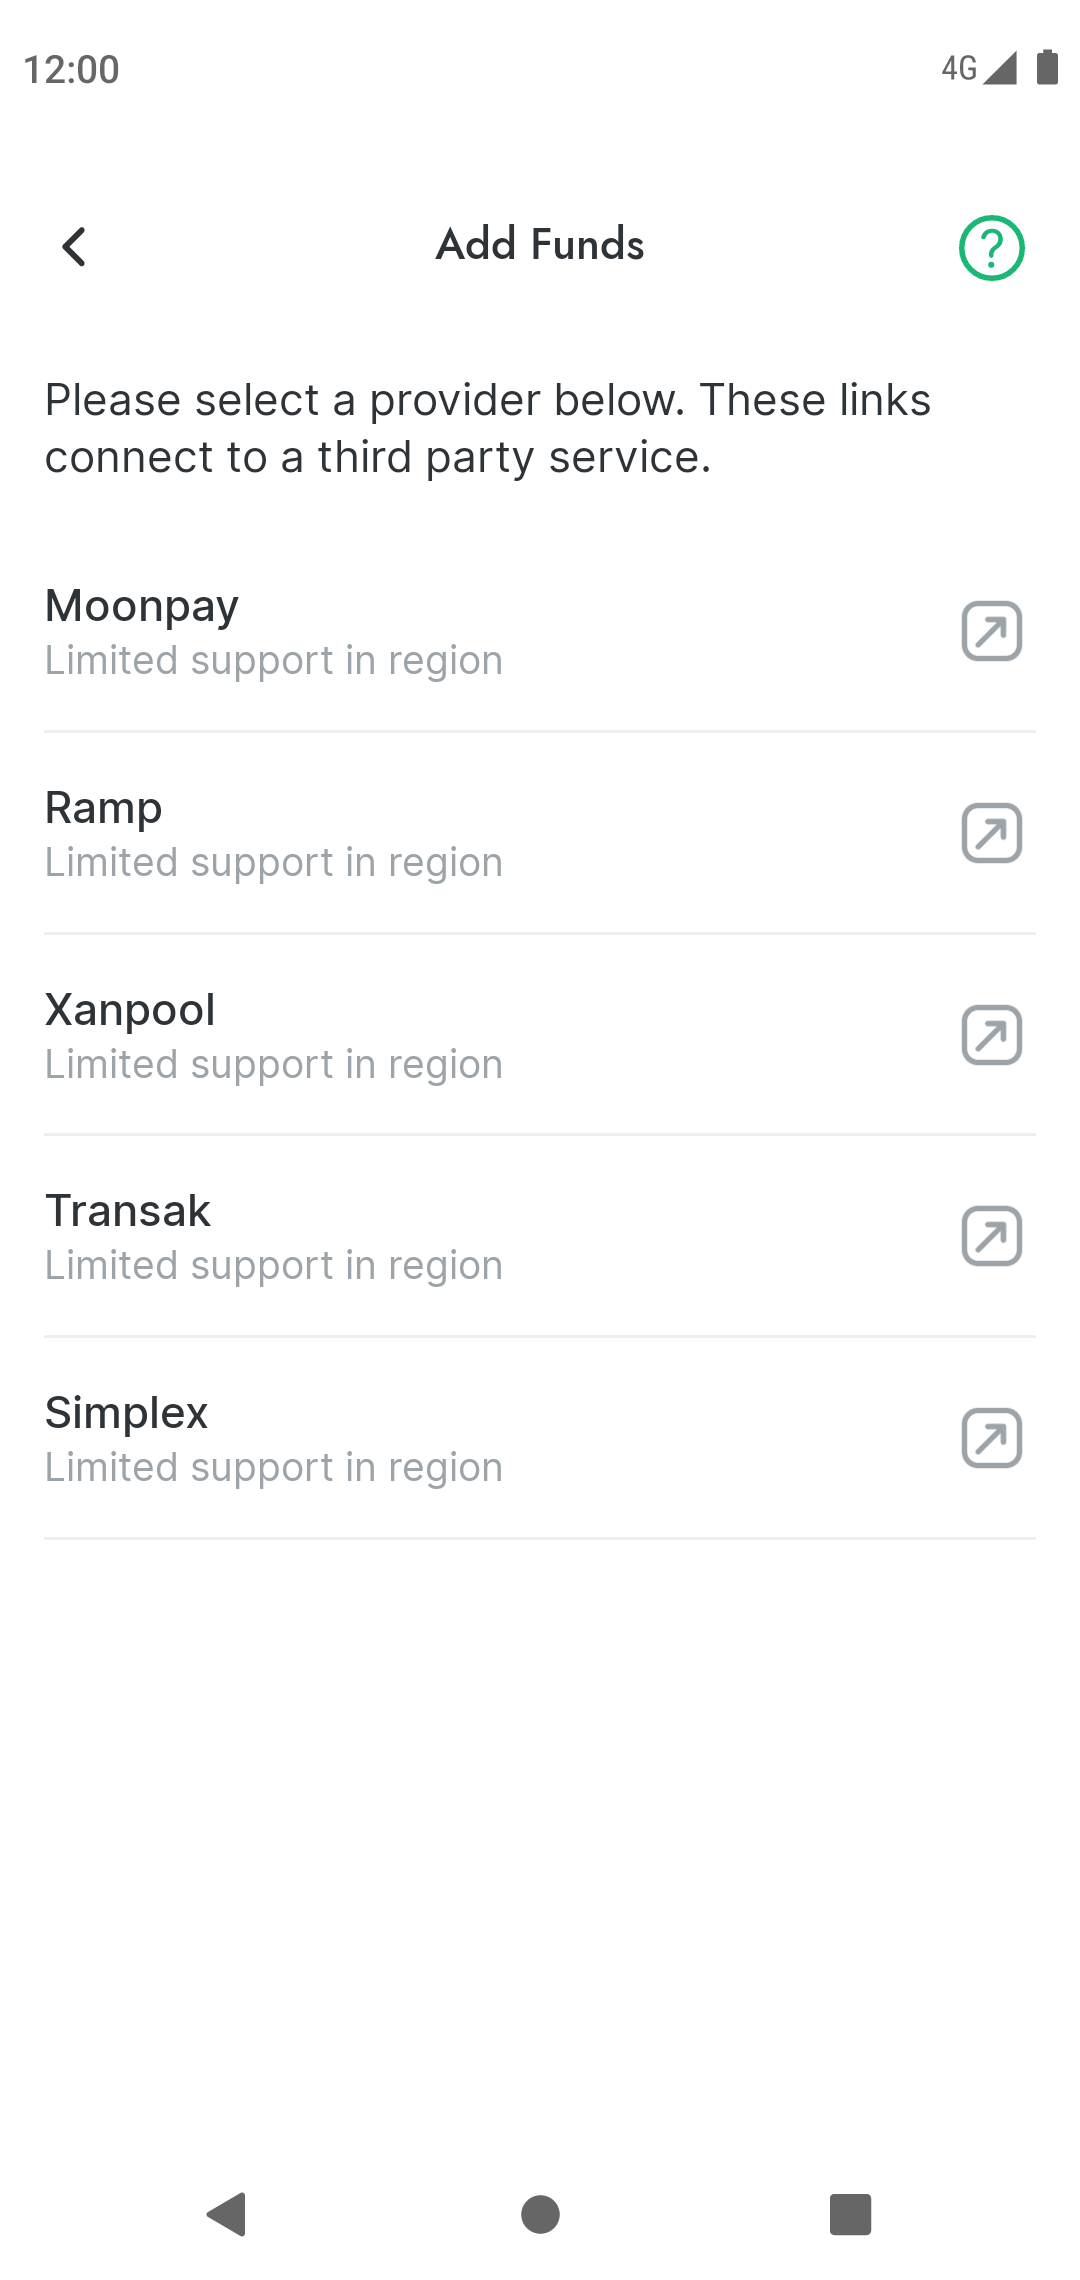 12:00
4G
Add Funds
Please select a provider below. These links
connect to a third party service.
Moonpay
Limited support in region
Ramp
Limited support in region
Xanpool
Limited support in region
Transak
Limited support in region
Simplex
Limited support in region